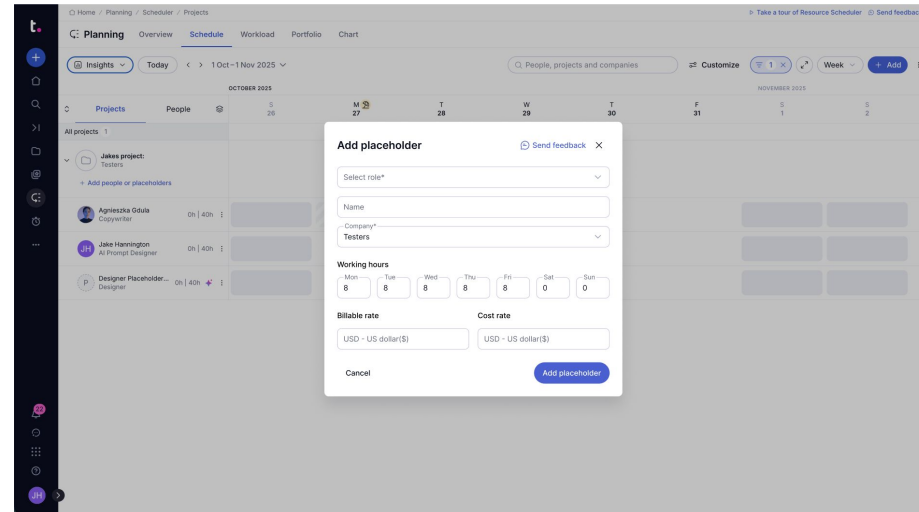 Home / Planning / Scheduler / Projects
Take a tour of Resource Scheduler
Send feedbac
t.
Planning
Overview
Schedule
Workload
Portfolio
Chart
Insights
Today
1 Oct – 1 Nov 2025
People, projects and companies
Customize
1
Week
+ Add
OCTOBER 2025
NOVEMBER 2025
Projects
People
S 26
M 27
T 28
W 29
T 30
F 31
S 1
S 2
All projects 1
Jakes project:
Testers
+ Add people or placeholders
Agnieszka Gdula
Copywriter
0h | 40h
JH
Jake Hannington
AI Prompt Designer
0h | 40h
P
Designer Placeholder...
Designer
0h | 40h
Add placeholder
Send feedback
Select role*
Name
Company*
Testers
Working hours
Mon Tue Wed Thu Fri Sat Sun
8 8 8 8 8 0 0
Billable rate
Cost rate
USD - US dollar($)
USD - US dollar($)
Cancel
Add placeholder
22
JH